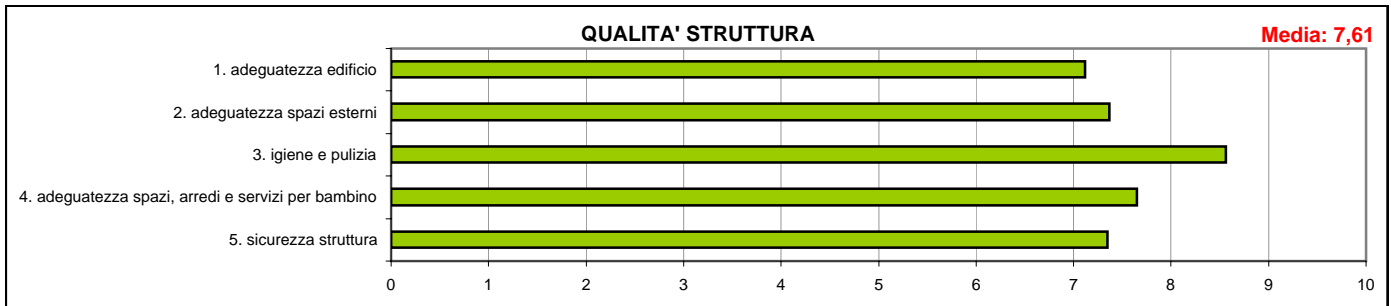 QUALITA' STRUTTURA
Media: 7,61
1. adeguatezza edificio
2. adeguatezza spazi esterni
3. igiene e pulizia
4. adeguatezza spazi, arredi e servizi per bambino
5. sicurezza struttura
0 1 2 3 4 5 6 7 8 9 10